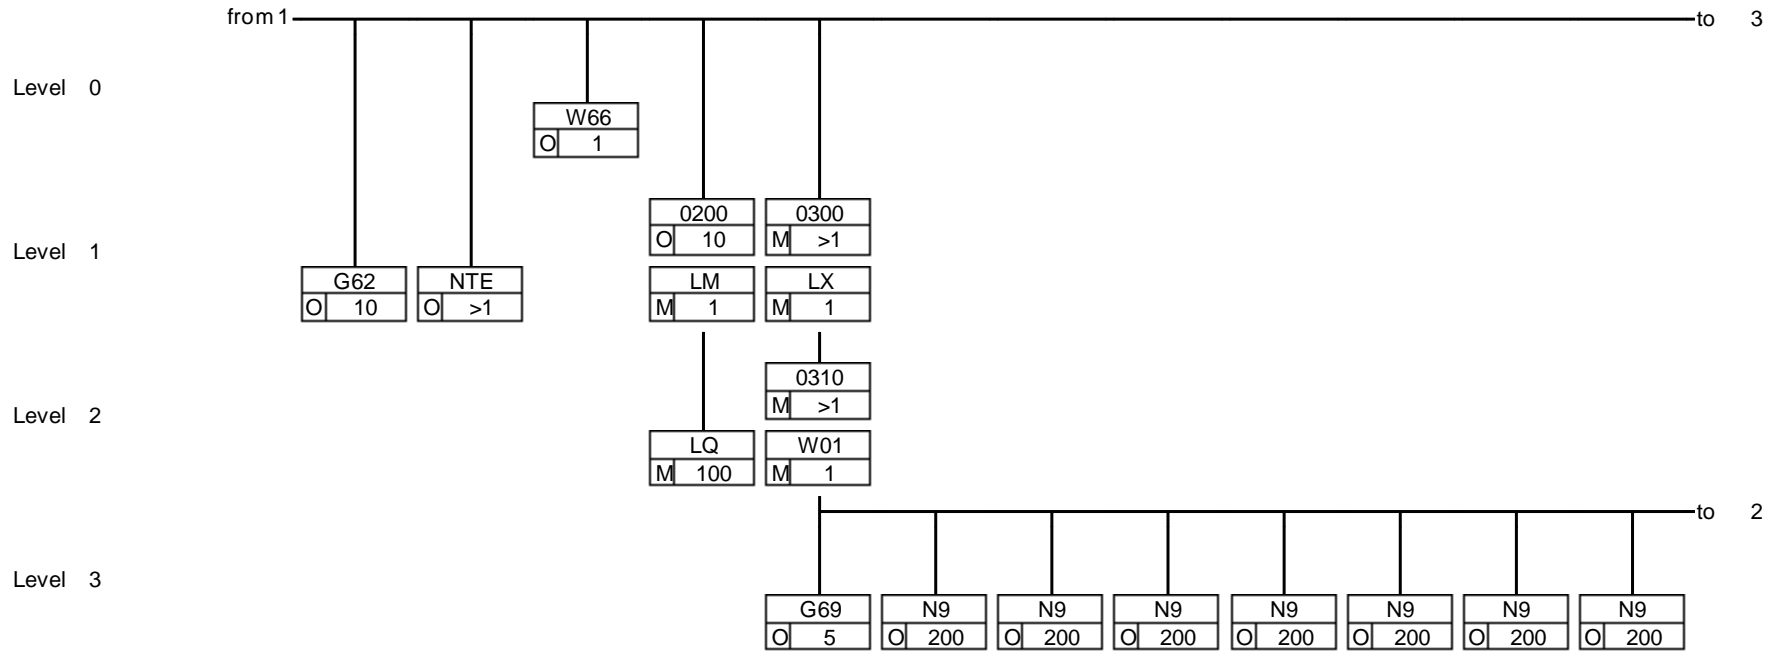 from 1 to 3
Level 0
W66
O 1
0200 0300
O 10 M >1
Level 1
G62 NTE LM LX
O 10 O >1 M 1 M 1
0310
M >1
Level 2
LQ W01
M 100 M 1
to 2
Level 3
G69 N9 N9 N9 N9 N9 N9 N9
O 5 O 200 O 200 O 200 O 200 O 200 O 200 O 200